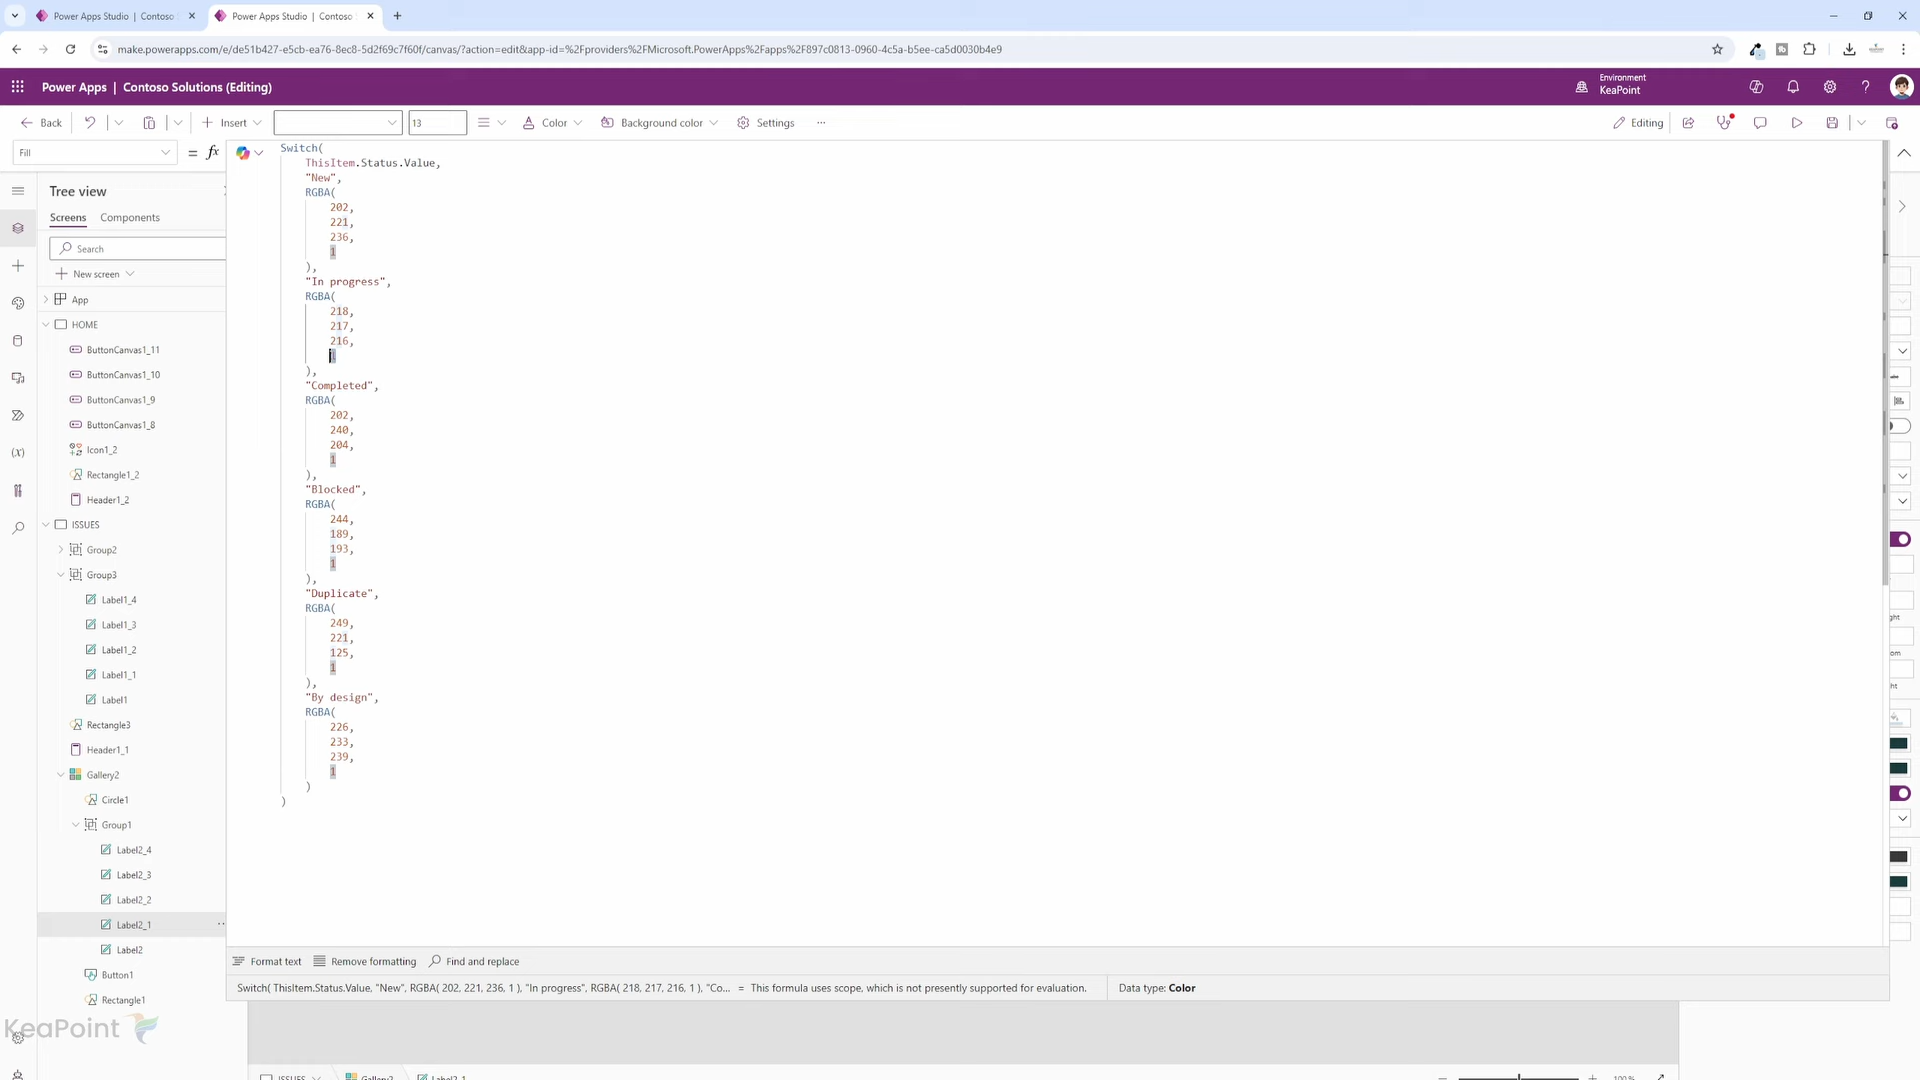 Power Apps Studio | Contoso
Power Apps Studio | Contoso
make.powerapps.com/e/de51b427-e5cb-ea76-8ec8-5d2f69c7f60f/canvas/?action=edit&app-id=%2Fproviders%2FMicrosoft.PowerApps%2Fapps%2F897c0813-0960-4c5a-b5ee-ca5d0030b4e9
Power Apps | Contoso Solutions (Editing)
Environment
KeaPoint
Back
Insert
13
Color
Background color
Settings
Editing
Fill
= fx
Tree view
Screens
Components
Search
New screen
App
HOME
ButtonCanvas1_11
ButtonCanvas1_10
ButtonCanvas1_9
ButtonCanvas1_8
Icon1_2
Rectangle1_2
Header1_2
ISSUES
Group2
Group3
Label1_4
Label1_3
Label1_2
Label1_1
Label1
Rectangle3
Header1_1
Gallery2
Circle1
Group1
Label2_4
Label2_3
Label2_2
Label2_1
Label2
Button1
Rectangle1
KeaPoint
Switch(
ThisItem.Status.Value,
"New",
RGBA(
202,
221,
236,
1
),
"In progress",
RGBA(
218,
217,
216,
1
),
"Completed",
RGBA(
202,
240,
204,
1
),
"Blocked",
RGBA(
244,
189,
193,
1
),
"Duplicate",
RGBA(
249,
221,
125,
1
),
"By design",
RGBA(
226,
233,
239,
1
)
)
Format text
Remove formatting
Find and replace
Switch( ThisItem.Status.Value, "New", RGBA( 202, 221, 236, 1 ), "In progress", RGBA( 218, 217, 216, 1 ), "Co... = This formula uses scope, which is not presently supported for evaluation.
Data type: Color
ISSUES
Gallery2
Label2_1
100%